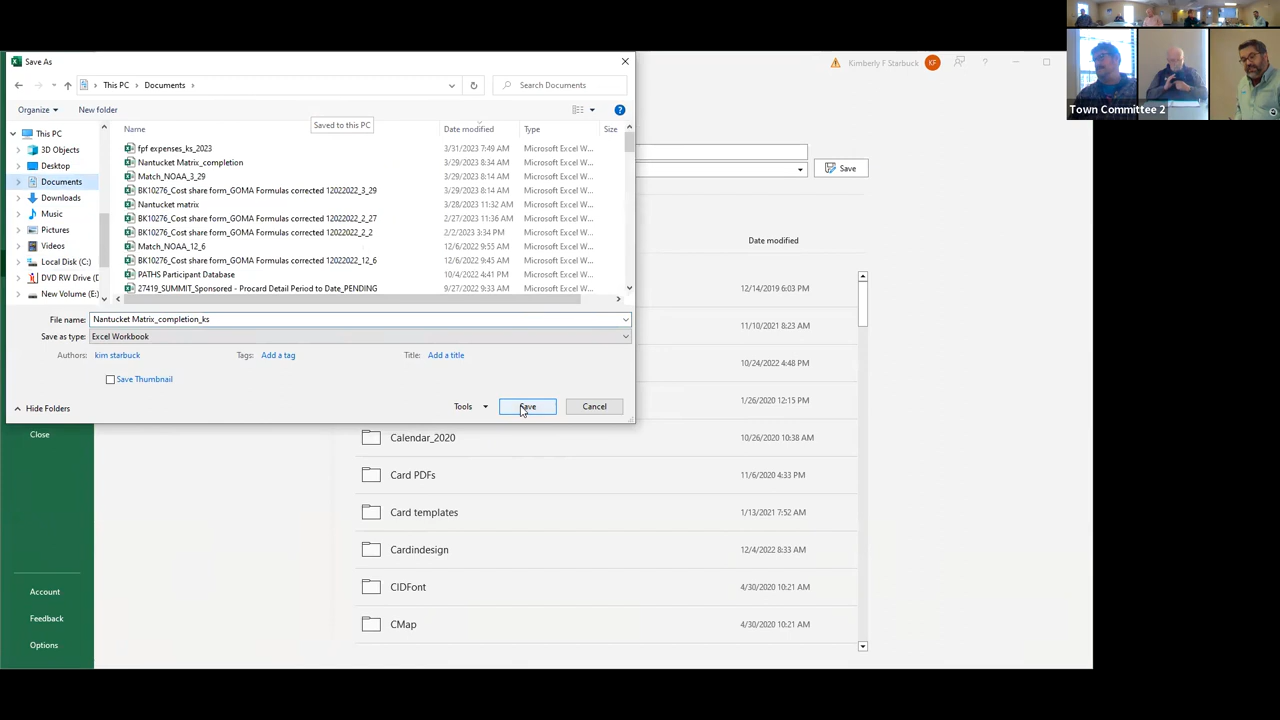 Save As
This PC > Documents >
Search Documents
Organize
New folder
Saved to this PC
This PC
3D Objects
Desktop
Documents
Downloads
Music
Pictures
Videos
Local Disk (C:)
DVD RW Drive (D
New Volume (E:)
Name Date modified Type Size
fpf expenses_ks_2023 3/31/2023 7:49 AM Microsoft Excel W...
Nantucket Matrix_completion 3/29/2023 8:34 AM Microsoft Excel W...
Match_NOAA_3_29 3/29/2023 8:14 AM Microsoft Excel W...
BK10276_Cost share form_GOMA Formulas corrected 12022022_3_29 3/29/2023 8:14 AM Microsoft Excel W...
Nantucket matrix 3/28/2023 11:32 AM Microsoft Excel W...
BK10276_Cost share form_GOMA Formulas corrected 12022022_2_27 2/27/2023 11:36 AM Microsoft Excel W...
BK10276_Cost share form_GOMA Formulas corrected 12022022_2_2 2/2/2023 3:34 PM Microsoft Excel W...
Match_NOAA_12_6 12/6/2022 9:55 AM Microsoft Excel W...
BK10276_Cost share form_GOMA Formulas corrected 12022022_12_6 12/6/2022 9:45 AM Microsoft Excel W...
PATHS Participant Database 10/4/2022 4:41 PM Microsoft Excel W...
27419_SUMMIT_Sponsored - Procard Detail Period to Date_PENDING 9/27/2022 9:33 AM Microsoft Excel W...
File name: Nantucket Matrix_completion_ks
Save as type: Excel Workbook
Authors: kim starbuck Tags: Add a tag Title: Add a title
Save Thumbnail
Hide Folders
Tools
Save
Cancel
Kimberly F Starbuck KF ?
Town Committee 2
Save
Date modified
12/14/2019 6:03 PM
11/10/2021 8:23 AM
10/24/2022 4:48 PM
1/26/2020 12:15 PM
Calendar_2020 10/26/2020 10:38 AM
Card PDFs 11/6/2020 4:33 PM
Card templates 1/13/2021 7:52 AM
Cardindesign 12/4/2022 8:33 AM
CIDFont 4/30/2020 10:21 AM
CMap 4/30/2020 10:21 AM
Close
Account
Feedback
Options